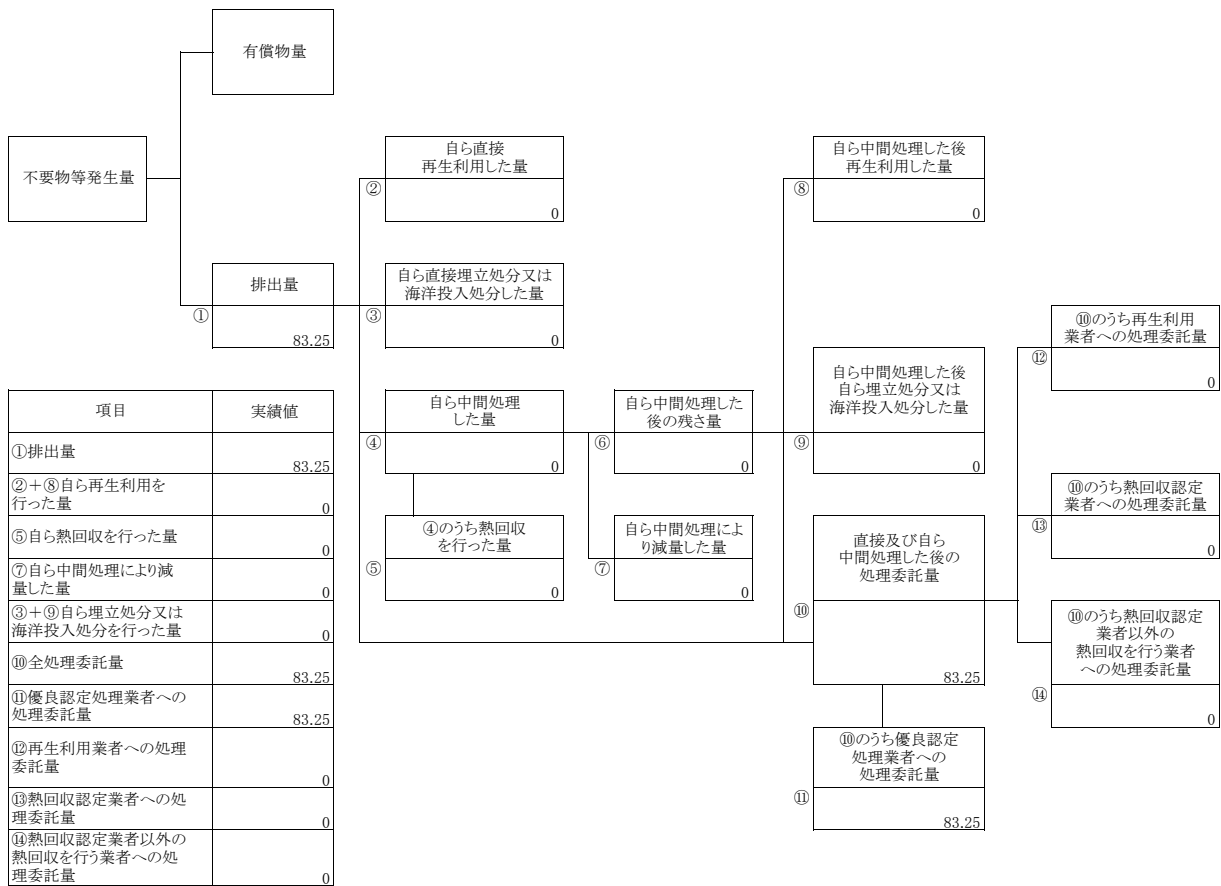 有償物量
不要物等発生量
排出量
①
83.25
自ら直接
再生利用した量
②
0
自ら直接埋立処分又は
海洋投入処分した量
③
0
自ら中間処理
した量
④
0
④のうち熱回収
を行った量
⑤
0
自ら中間処理した
後の残さ量
⑥
0
自ら中間処理によ
り減量した量
⑦
0
自ら中間処理した後
再生利用した量
⑧
0
自ら中間処理した後
自ら埋立処分又は
海洋投入処分した量
⑨
0
直接及び自ら
中間処理した後の
処理委託量
⑩
83.25
⑩のうち優良認定
処理業者への
処理委託量
⑪
83.25
⑩のうち再生利用
業者への処理委託量
⑫
0
⑩のうち熱回収認定
業者への処理委託量
⑬
0
⑩のうち熱回収認定
業者以外の
熱回収を行う業者
への処理委託量
⑭
0
項目 実績値
①排出量
83.25
②+⑧自ら再生利用を
行った量
0
⑤自ら熱回収を行った量
0
⑦自ら中間処理により減
量した量
0
③+⑨自ら埋立処分又は
海洋投入処分を行った量
0
⑩全処理委託量
83.25
⑪優良認定処理業者への
処理委託量
83.25
⑫再生利用業者への処理
委託量
0
⑬熱回収認定業者への処
理委託量
0
⑭熱回収認定業者以外の
熱回収を行う業者への処
理委託量
0